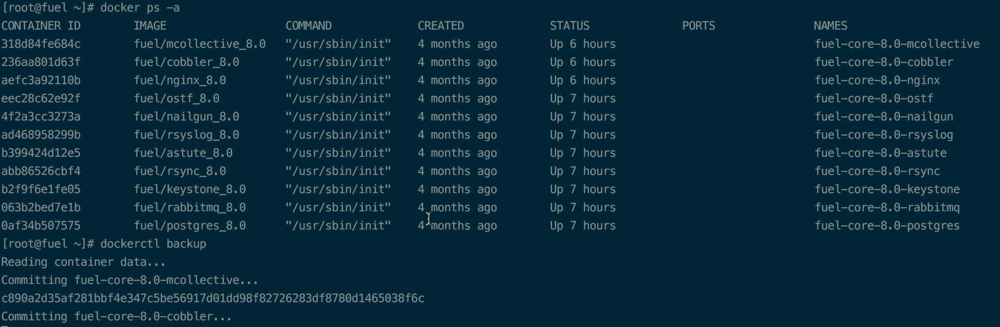 [root@fuel ~]# docker ps -a
CONTAINER ID        IMAGE                  COMMAND             CREATED             STATUS              PORTS               NAMES
318d84fe684c        fuel/mcollective_8.0   "/usr/sbin/init"    4 months ago        Up 6 hours                              fuel-core-8.0-mcollective
236aa801d63f        fuel/cobbler_8.0       "/usr/sbin/init"    4 months ago        Up 6 hours                              fuel-core-8.0-cobbler
aefc3a92110b        fuel/nginx_8.0         "/usr/sbin/init"    4 months ago        Up 6 hours                              fuel-core-8.0-nginx
eec28c62e92f        fuel/ostf_8.0          "/usr/sbin/init"    4 months ago        Up 7 hours                              fuel-core-8.0-ostf
4f2a3cc3273a        fuel/nailgun_8.0       "/usr/sbin/init"    4 months ago        Up 7 hours                              fuel-core-8.0-nailgun
ad468958299b        fuel/rsyslog_8.0       "/usr/sbin/init"    4 months ago        Up 7 hours                              fuel-core-8.0-rsyslog
b399424d12e5        fuel/astute_8.0        "/usr/sbin/init"    4 months ago        Up 7 hours                              fuel-core-8.0-astute
abb86526cbf4        fuel/rsync_8.0         "/usr/sbin/init"    4 months ago        Up 7 hours                              fuel-core-8.0-rsync
b2f9f6e1fe05        fuel/keystone_8.0      "/usr/sbin/init"    4 months ago        Up 7 hours                              fuel-core-8.0-keystone
063b2bed7e1b        fuel/rabbitmq_8.0      "/usr/sbin/init"    4 months ago        Up 7 hours                              fuel-core-8.0-rabbitmq
0af34b507575        fuel/postgres_8.0      "/usr/sbin/init"    4 months ago        Up 7 hours                              fuel-core-8.0-postgres
[root@fuel ~]# dockerctl backup
Reading container data...
Committing fuel-core-8.0-mcollective...
c890a2d35af281bbf4e347c5be56917d01dd98f82726283df8780d1465038f6c
Committing fuel-core-8.0-cobbler...